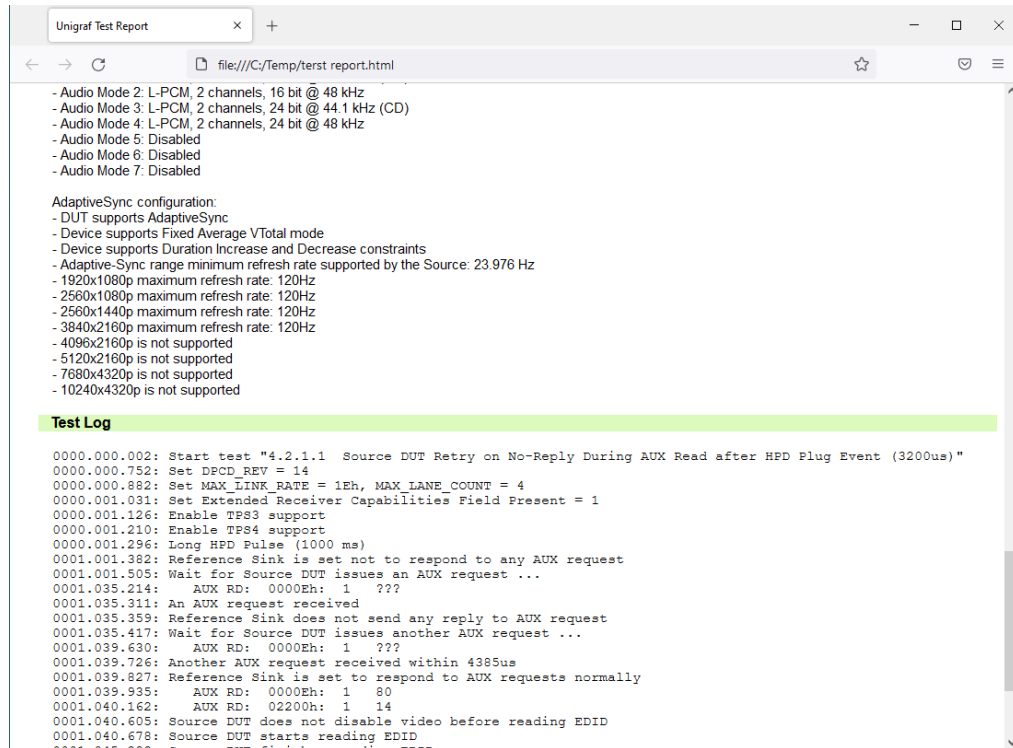 Unigraf Test Report
file:///C:/Temp/terst report.html
- Audio Mode 2: L-PCM, 2 channels, 16 bit @ 48 kHz
- Audio Mode 3: L-PCM, 2 channels, 24 bit @ 44.1 kHz (CD)
- Audio Mode 4: L-PCM, 2 channels, 24 bit @ 48 kHz
- Audio Mode 5: Disabled
- Audio Mode 6: Disabled
- Audio Mode 7: Disabled
AdaptiveSync configuration:
- DUT supports AdaptiveSync
- Device supports Fixed Average VTotal mode
- Device supports Duration Increase and Decrease constraints
- Adaptive-Sync range minimum refresh rate supported by the Source: 23.976 Hz
- 1920x1080p maximum refresh rate: 120Hz
- 2560x1080p maximum refresh rate: 120Hz
- 2560x1440p maximum refresh rate: 120Hz
- 3840x2160p maximum refresh rate: 120Hz
- 4096x2160p is not supported
- 5120x2160p is not supported
- 7680x4320p is not supported
- 10240x4320p is not supported
Test Log
0000.000.002: Start test "4.2.1.1  Source DUT Retry on No-Reply During AUX Read after HPD Plug Event (3200us)"
0000.000.752: Set DPCD_REV = 14
0000.000.882: Set MAX_LINK_RATE = 1Eh, MAX_LANE_COUNT = 4
0000.001.031: Set Extended Receiver Capabilities Field Present = 1
0000.001.126: Enable TPS3 support
0000.001.210: Enable TPS4 support
0000.001.296: Long HPD Pulse (1000 ms)
0001.001.382: Reference Sink is set not to respond to any AUX request
0001.001.505: Wait for Source DUT issues an AUX request ...
0001.035.214:    AUX RD:  0000Eh:  1   ???
0001.035.311: An AUX request received
0001.035.359: Reference Sink does not send any reply to AUX request
0001.035.417: Wait for Source DUT issues another AUX request ...
0001.039.630:    AUX RD:  0000Eh:  1   ???
0001.039.726: Another AUX request received within 4385us
0001.039.827: Reference Sink is set to respond to AUX requests normally
0001.039.935:    AUX RD:  0000Eh:  1   80
0001.040.162:    AUX RD:  02200h:  1   14
0001.040.605: Source DUT does not disable video before reading EDID
0001.040.678: Source DUT starts reading EDID